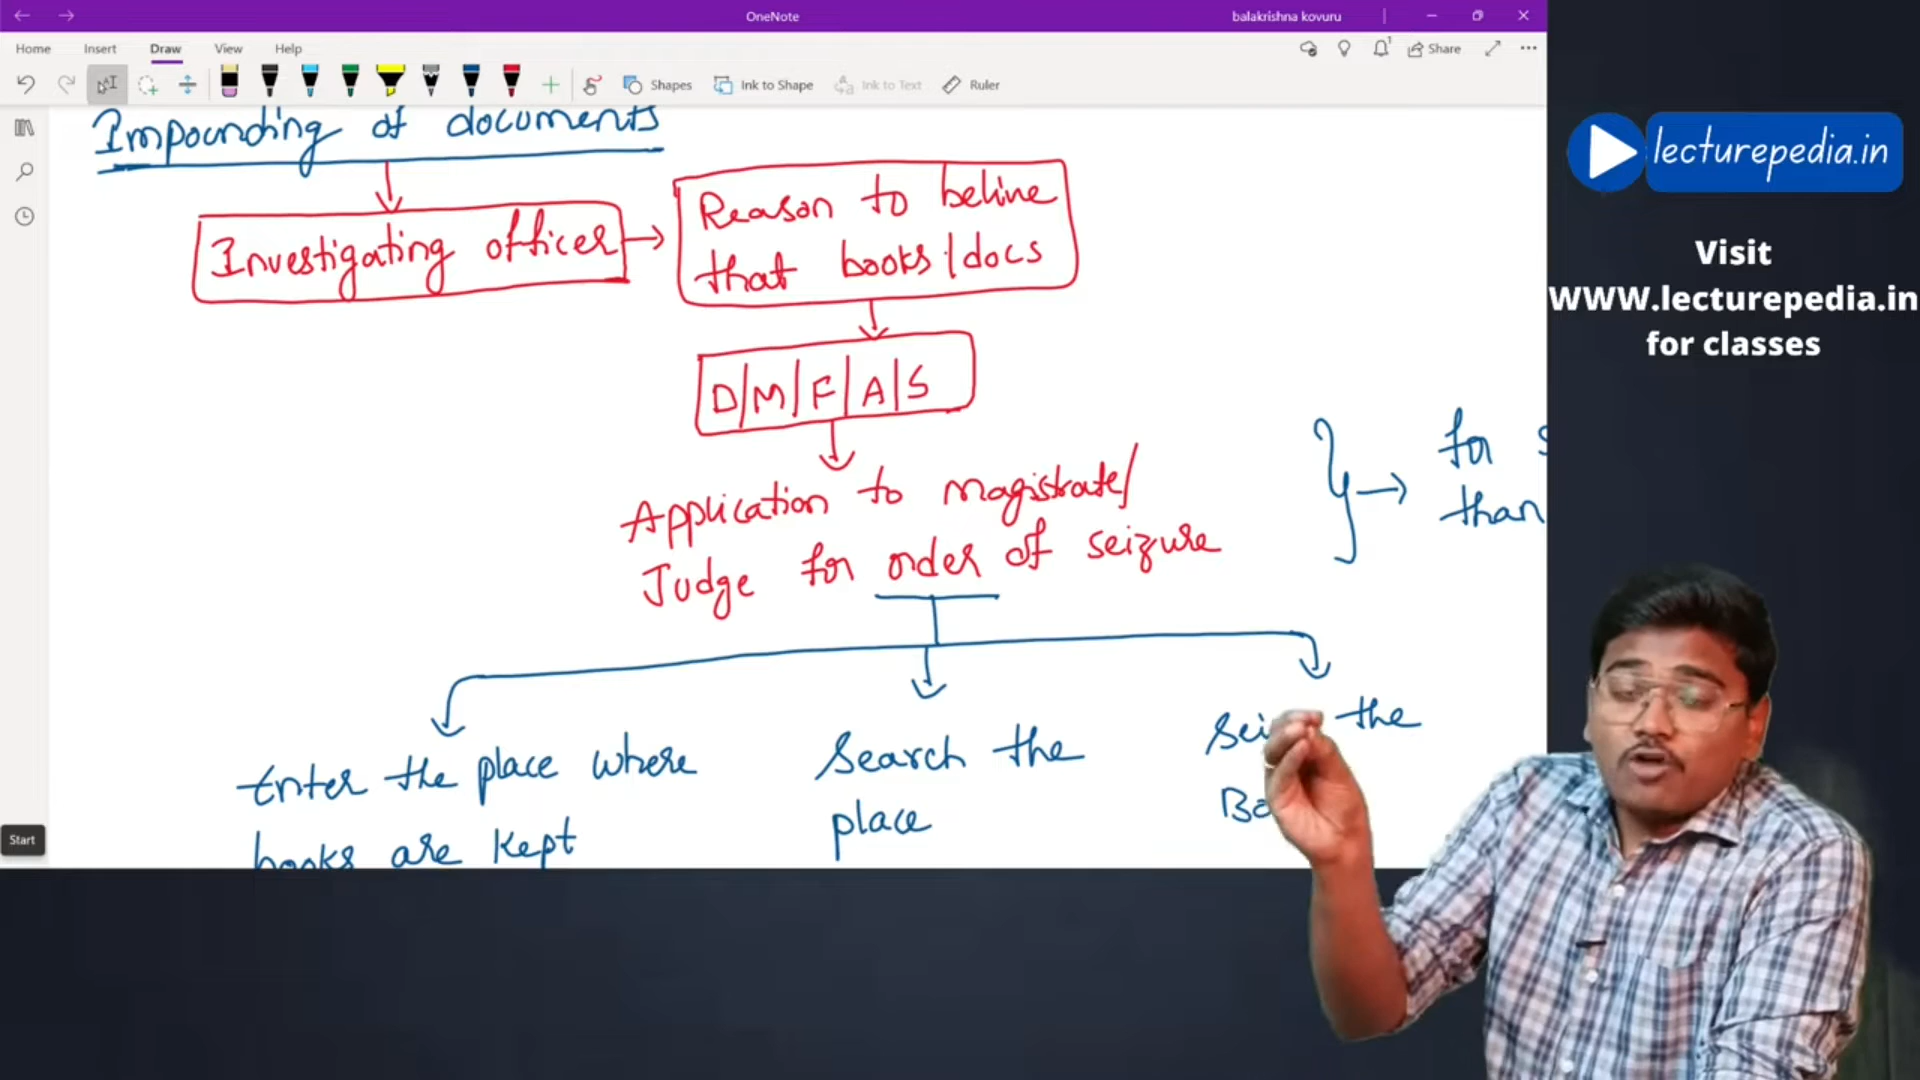 OneNote
balakrishna kovuru
Home Insert Draw View Help
1 Share
Shapes Ink to Shape Ink to Text Ruler
Impounding of documents
Investigating officer
Reason to believe
that books/docs
D/M/F/A/S
Application to magistrate/
Judge for order of seizure
for
than
Enter the place where
books are kept
Search the
place
the
Start
lecturepedia.in
Visit
WWW.lecturepedia.in
for classes